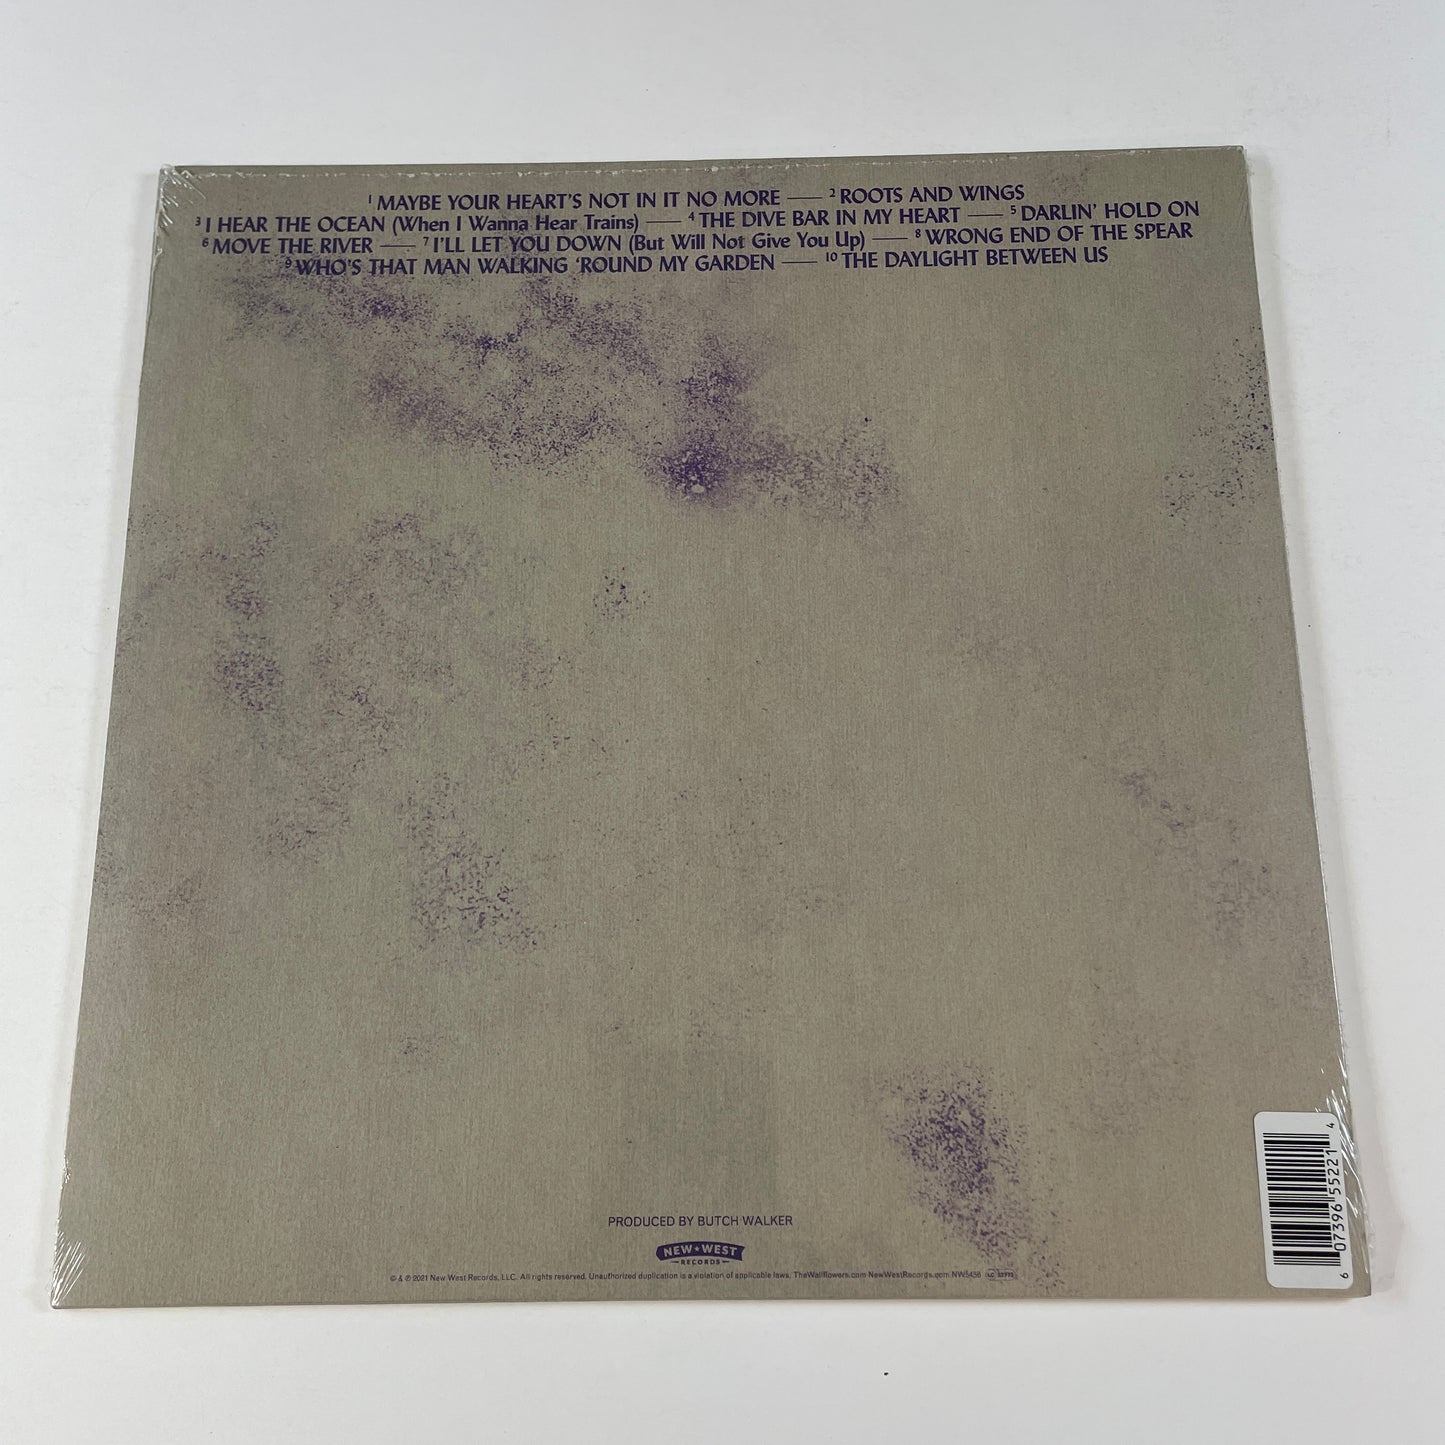 1 MAYBE YOUR HEART'S NOT IN IT NO MORE — 2 ROOTS AND WINGS
3 I HEAR THE OCEAN (When I Wanna Hear Trains) — 4 THE DIVE BAR IN MY HEART — 5 DARLIN' HOLD ON
6 MOVE THE RIVER — 7 I'LL LET YOU DOWN (But Will Not Give You Up) — 8 WRONG END OF THE SPEAR
9 WHO'S THAT MAN WALKING 'ROUND MY GARDEN — 10 THE DAYLIGHT BETWEEN US
PRODUCED BY BUTCH WALKER
NEW ★ WEST
RECORDS
© & ℗ 2021 New West Records, LLC. All rights reserved. Unauthorized duplication is a violation of applicable laws. TheWallflowers.com NewWestRecords.com NW5456 LC
6 07396 55221 4